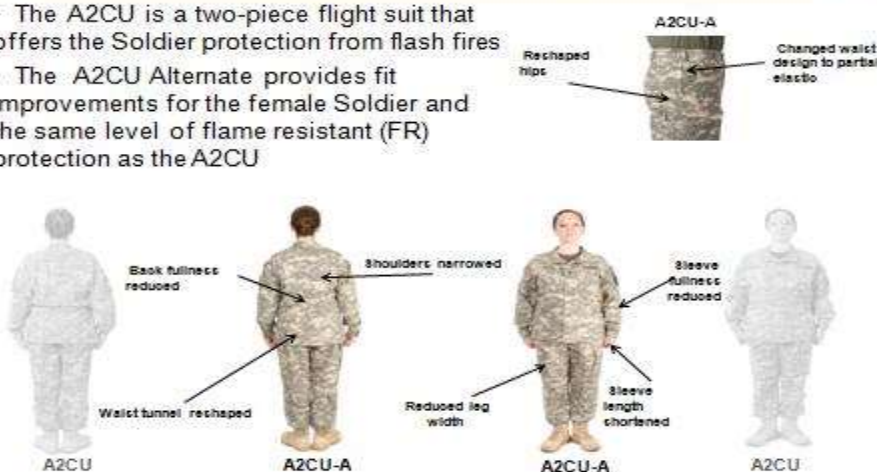 The A2CU is a two-piece flight suit that
offers the Soldier protection from flash fires
The A2CU Alternate provides fit
improvements for the female Soldier and
the same level of flame resistant (FR)
protection as the A2CU
A2CU-A
Reshaped
hips
Changed waist
design to partial
elastic
Back fullness
reduced
Shoulders narrowed
Waist tunnel reshaped
Sleeve
fullness
reduced
Reduced leg
width
Sleeve
length
shortened
A2CU
A2CU-A
A2CU-A
A2CU